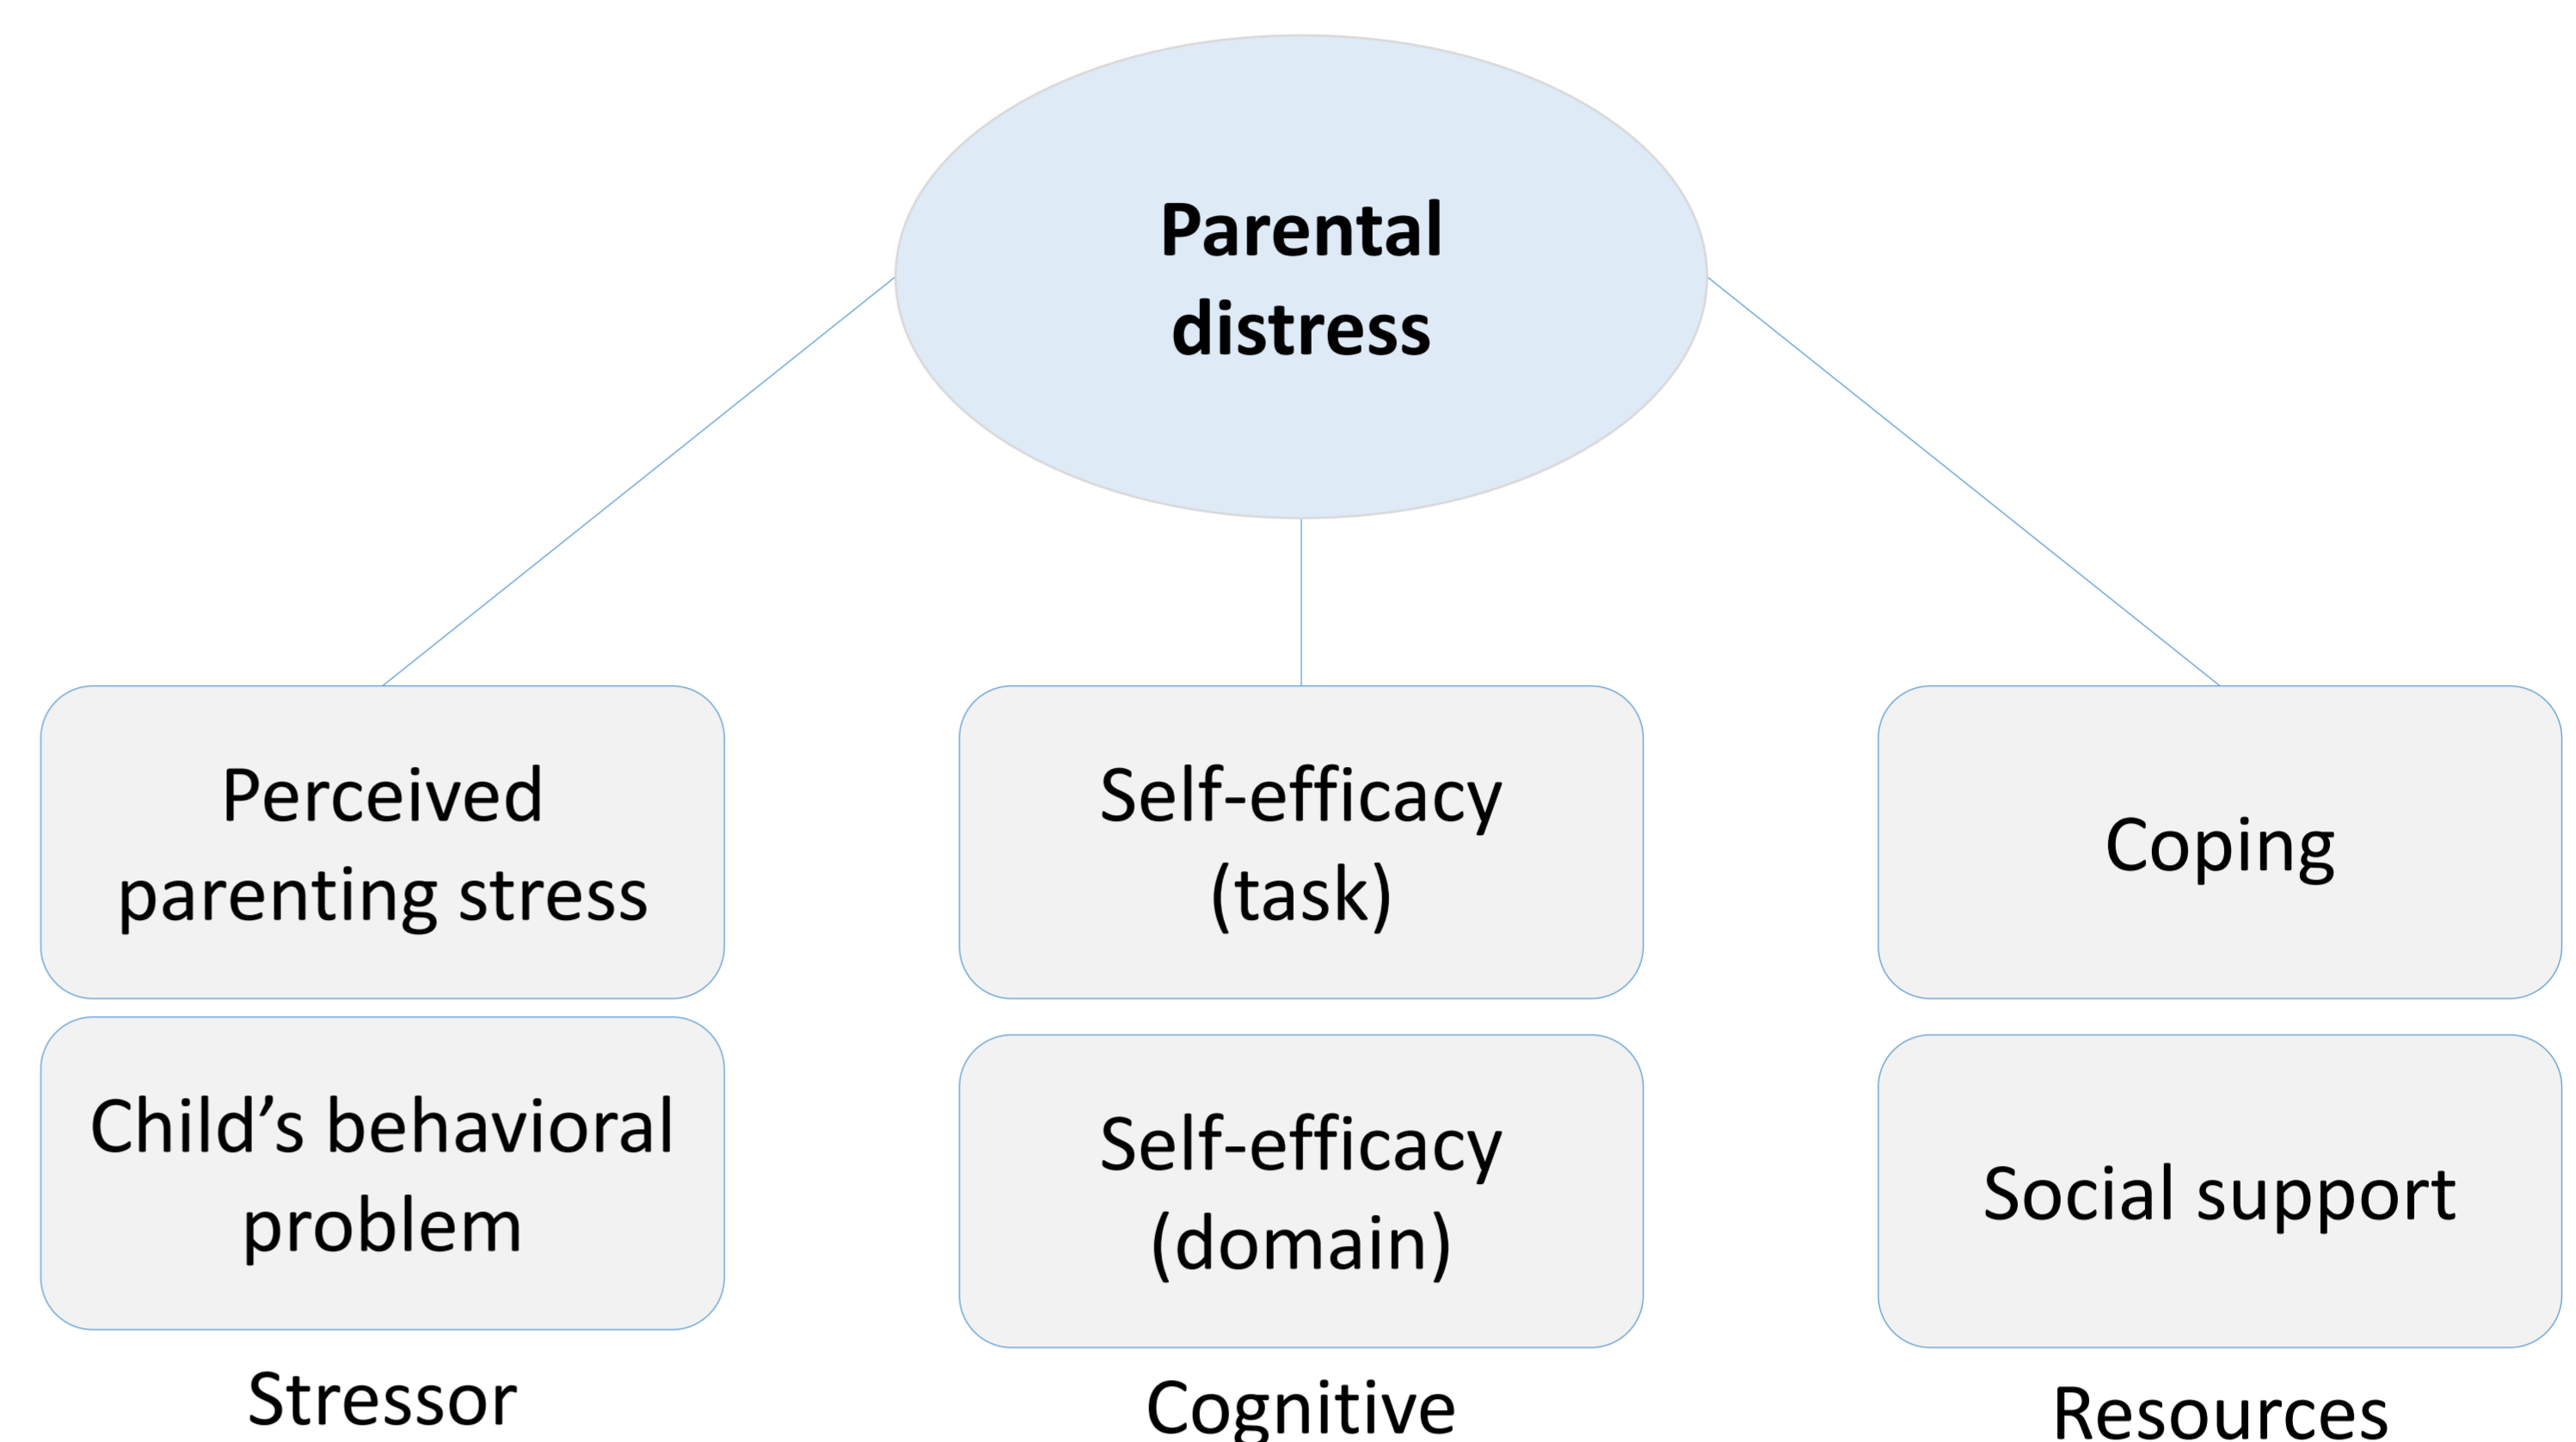 Parental
distress
Perceived
parenting stress
Child’s behavioral
problem
Stressor
Self-efficacy
(task)
Self-efficacy
(domain)
Cognitive
Coping
Social support
Resources